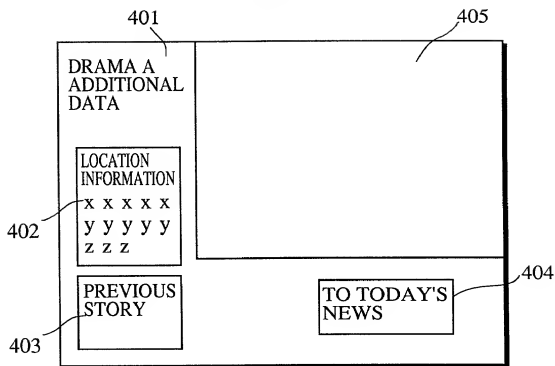 401
405
DRAMA A
ADDITIONAL
DATA
LOCATION
INFORMATION
x x x x x
y y y y y
z z z
402
PREVIOUS
STORY
403
TO TODAY'S
NEWS
404